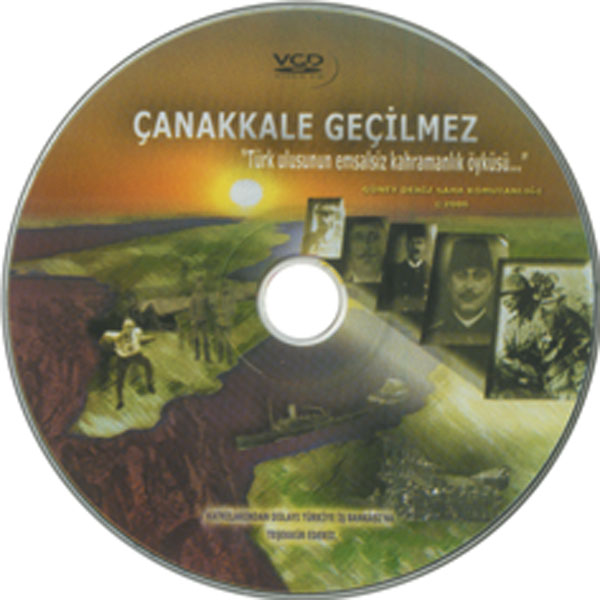 VCD
ÇANAKKALE GEÇİLMEZ
"Türk ulusunun emsalsiz kahramanlık öyküsü..."
GÜNEY DENİZ SAHA KOMUTANLIĞI
KATKILARINDAN DOLAYI TÜRKİYE İŞ BANKASI'NA
TEŞEKKÜR EDERİZ.